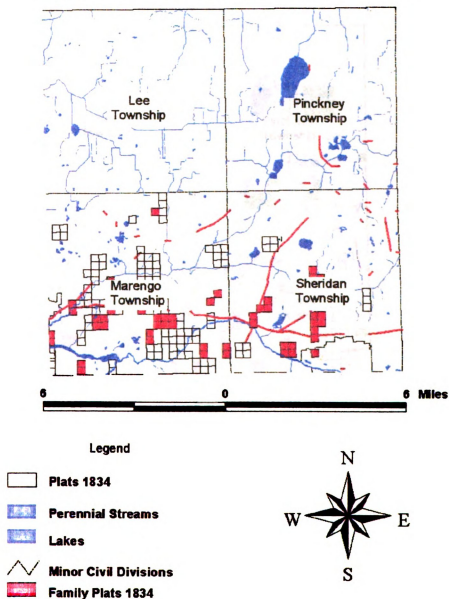 Lee
Township
Pinckney
Township
Marengo
Township
Sheridan
Township
6 0 6 Miles
Legend
Plats 1834
Perennial Streams
Lakes
Minor Civil Divisions
Family Plats 1834
N
W E
S